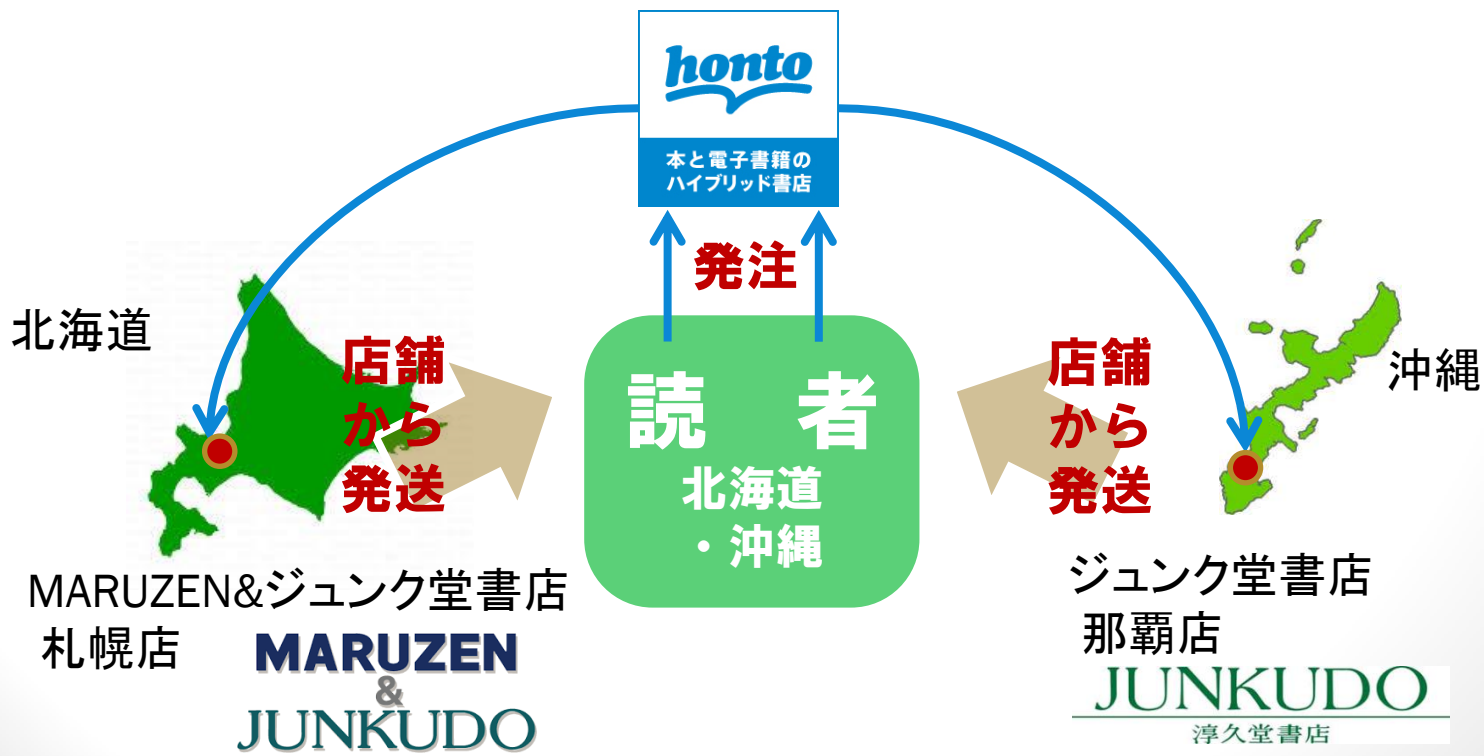 honto
本と電子書籍の
ハイブリッド書店
発注
北海道
店舗
から
発送
読 者
北海道
・沖縄
店舗
から
発送
沖縄
MARUZEN&ジュンク堂書店
札幌店
MARUZEN
&
JUNKUDO
ジュンク堂書店
那覇店
JUNKUDO
淳久堂書店